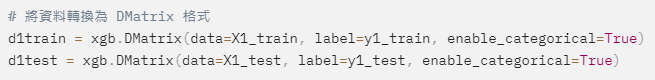 # 將資料轉換為 DMatrix 格式
d1train = xgb.DMatrix(data=X1_train, label=y1_train, enable_categorical=True)
d1test = xgb.DMatrix(data=X1_test, label=y1_test, enable_categorical=True)